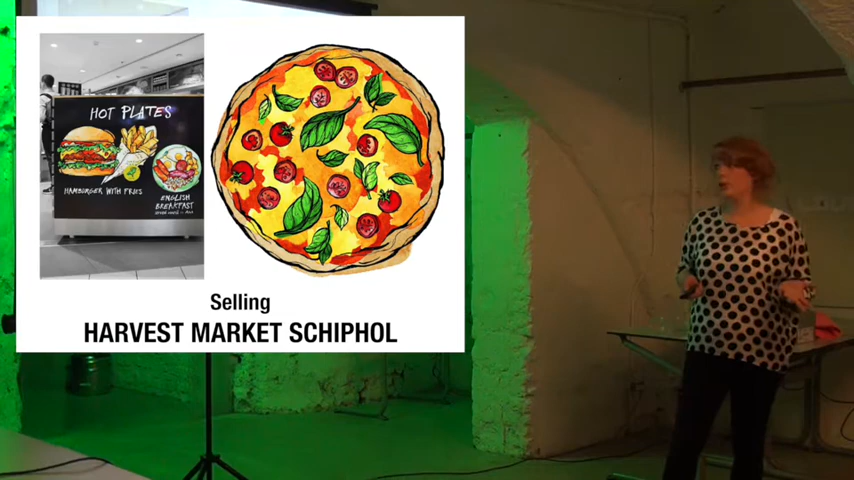 HOT PLATES
HAMBURGER WITH FRIES
ENGLISH
BREAKFAST
Selling
HARVEST MARKET SCHIPHOL